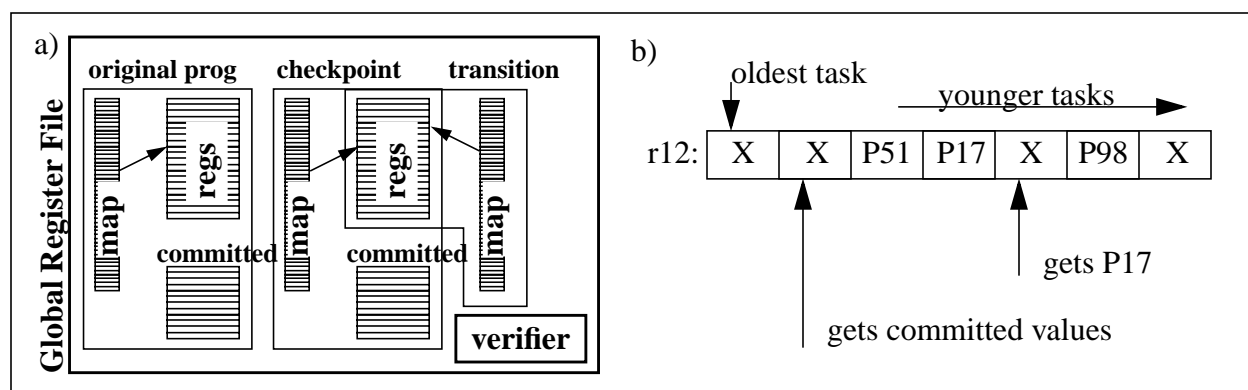 a)
original prog
checkpoint
transition
Global Register File
map
regs
map
regs
map
committed
committed
verifier
b)
oldest task
younger tasks
r12: X X P51 P17 X P98 X
gets P17
gets committed values